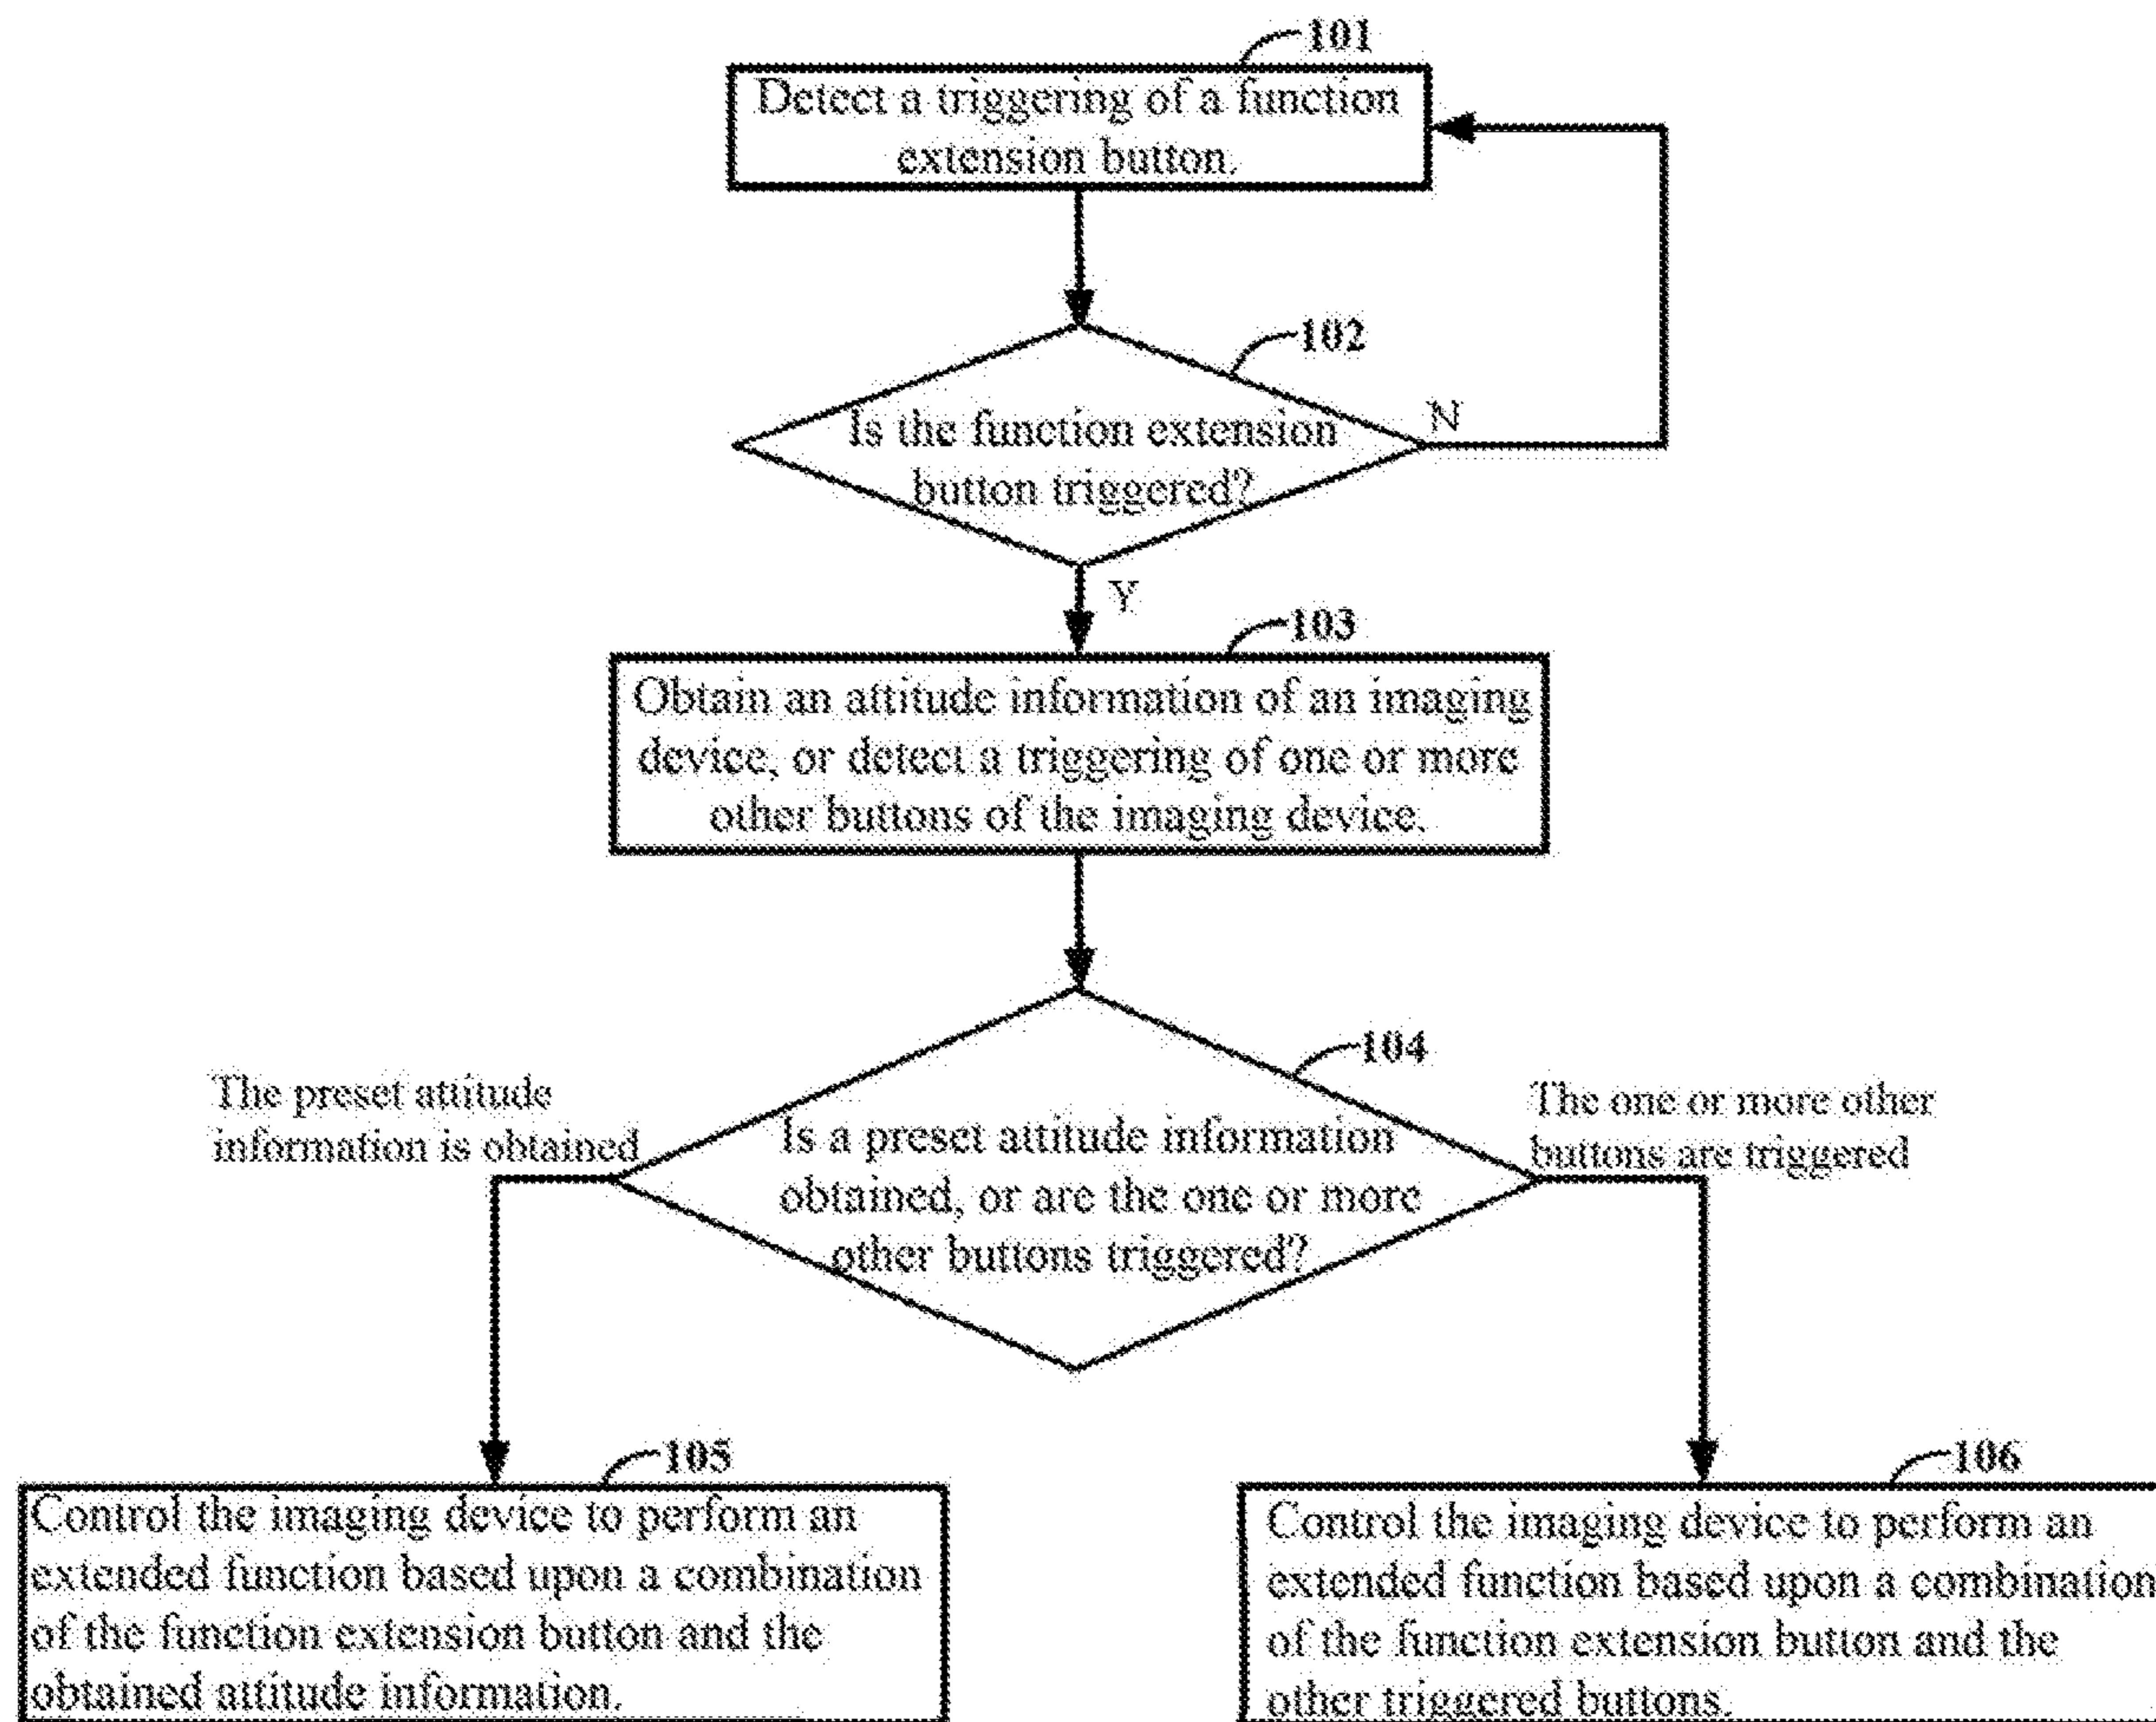 101
Detect a triggering of a function
extension button.
102
Is the function extension
button triggered?
N
Y
103
Obtain an attitude information of an imaging
device, or detect a triggering of one or more
other buttons of the imaging device.
104
The preset attitude
information is obtained
Is a preset attitude information
obtained, or are the one or more
other buttons triggered?
The one or more other
buttons are triggered
105
Control the imaging device to perform an
extended function based upon a combination
of the function extension button and the
obtained attitude information.
106
Control the imaging device to perform an
extended function based upon a combination
of the function extension button and the
other triggered buttons.